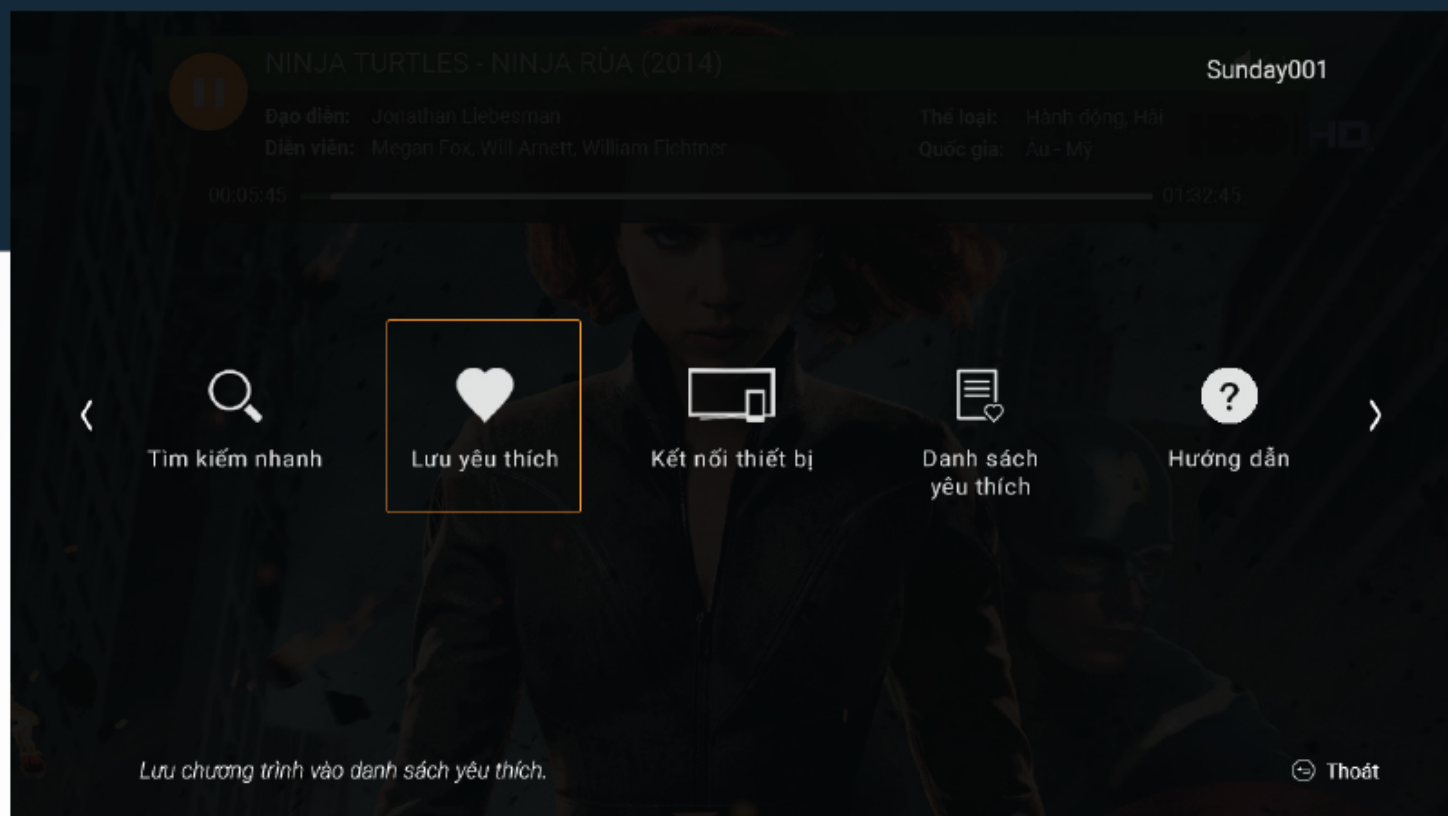 NINJA TURTLES - NINJA RÙA (2014)
Sunday001
Đạo diễn: Jonathan Liebesman
Thể loại: Hành động, Hài
Diễn viên: Megan Fox, Will Arnett, William Fichtner
Quốc gia: Âu - Mỹ
HD
00:05:45
01:32:45
Tìm kiếm nhanh
Lưu yêu thích
Kết nối thiết bị
Danh sách
yêu thích
?
Hướng dẫn
Lưu chương trình vào danh sách yêu thích.
Thoát